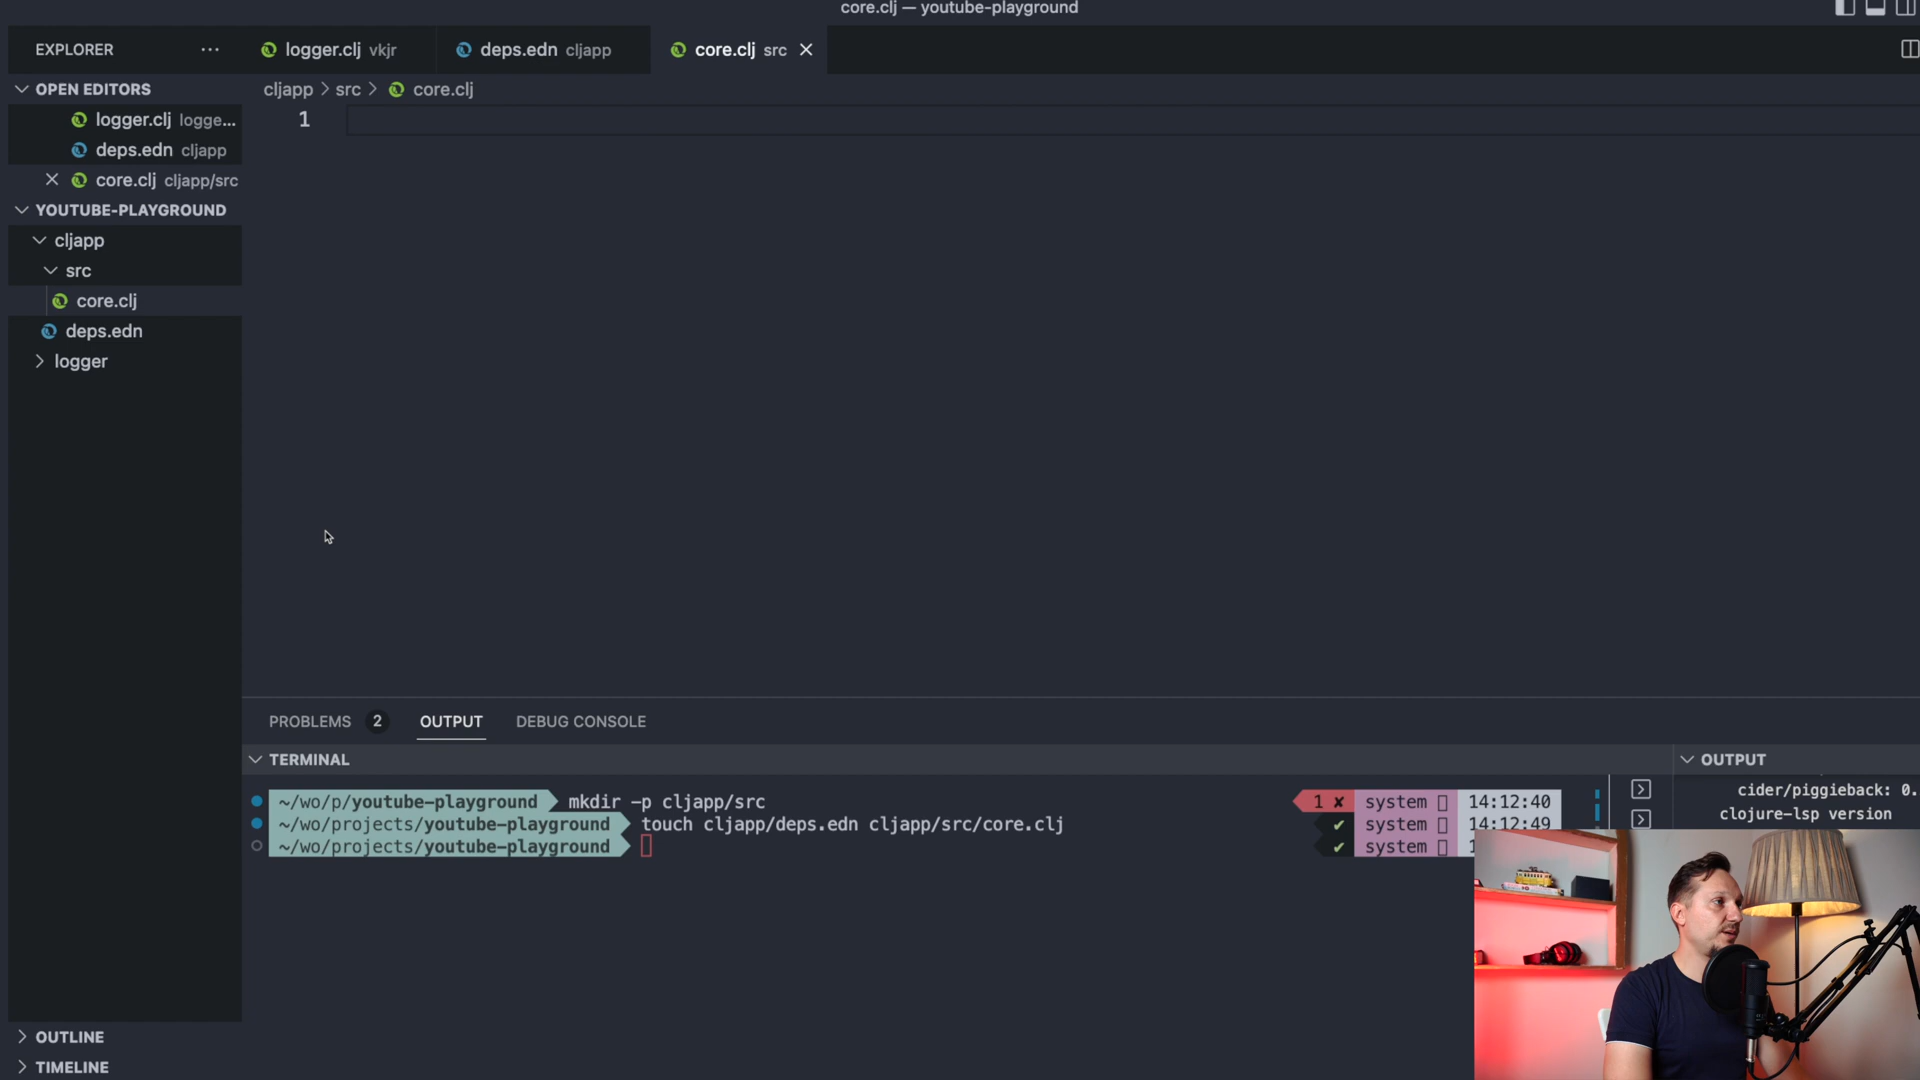 core.clj — youtube-playground
EXPLORER ···
logger.clj vkjr
deps.edn cljapp
core.clj src
OPEN EDITORS
logger.clj logge...
deps.edn cljapp
core.clj cljapp/src
YOUTUBE-PLAYGROUND
cljapp
src
core.clj
deps.edn
logger
OUTLINE
TIMELINE
cljapp > src > core.clj
1
PROBLEMS 2 OUTPUT DEBUG CONSOLE
TERMINAL
~/wo/p/youtube-playground mkdir -p cljapp/src 1 ✘ system 14:12:40
~/wo/projects/youtube-playground touch cljapp/deps.edn cljapp/src/core.clj ✔ system 14:12:49
~/wo/projects/youtube-playground ✔ system 1
OUTPUT
cider/piggieback: 0.
clojure-lsp version